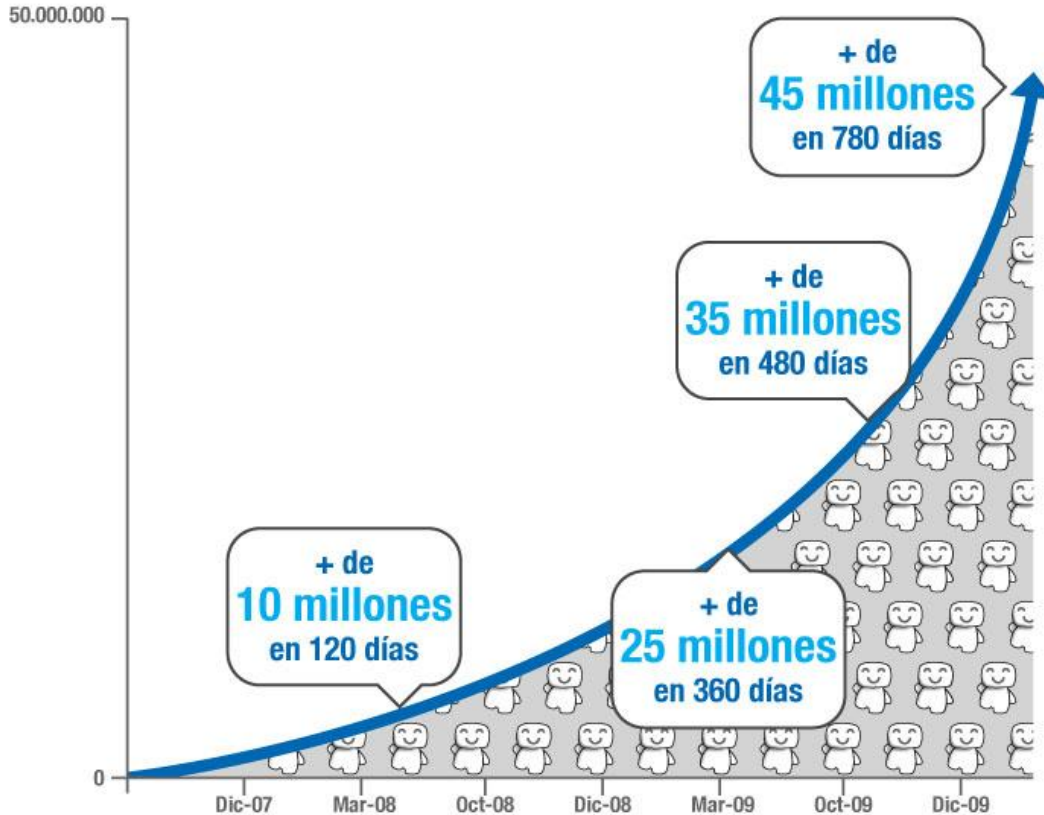 50.000.000
+ de
45 millones
en 780 días
+ de
35 millones
en 480 días
+ de
10 millones
en 120 días
+ de
25 millones
en 360 días
0
Dic-07 Mar-08 Oct-08 Dic-08 Mar-09 Oct-09 Dic-09